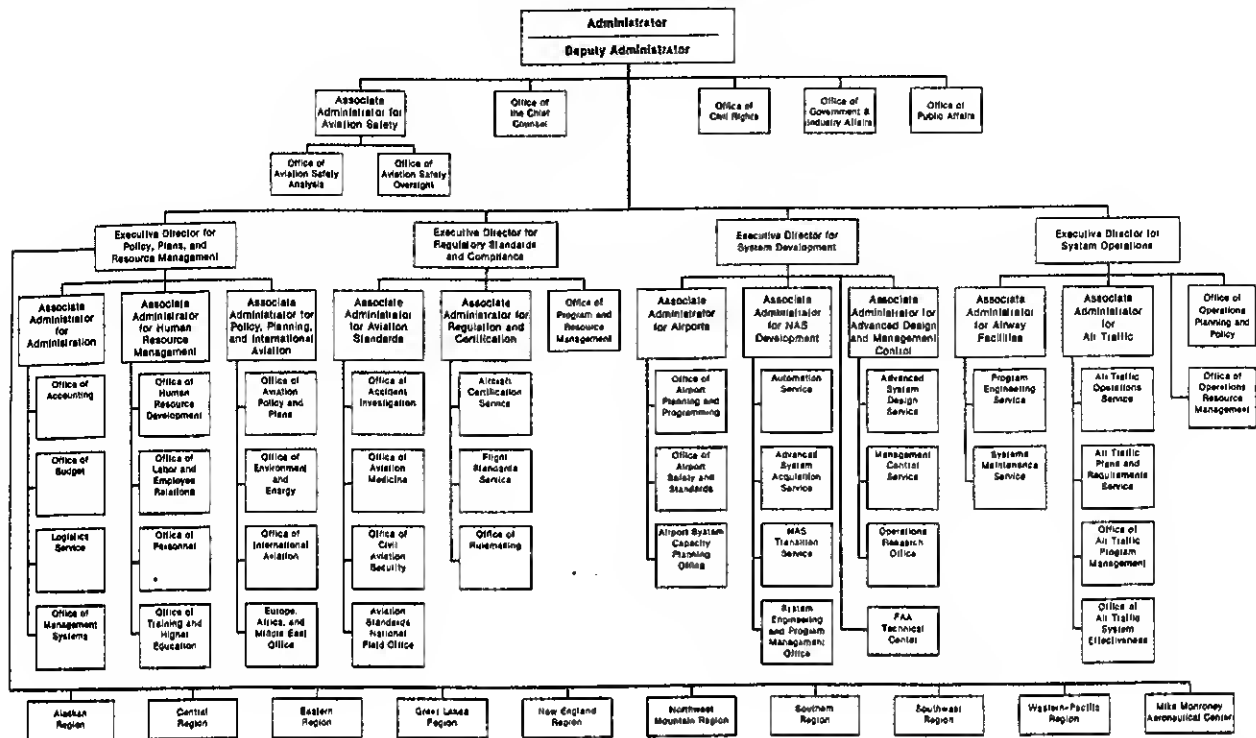 Administrator
Deputy Administrator
Associate
Administrator for
Aviation Safety
Office of
the Chief
Counsel
Office of
Civil Rights
Office of
Government &
Industry Affairs
Office of
Public Affairs
Office of
Aviation Safety
Analysis
Office of
Aviation Safety
Oversight
Executive Director for
Policy, Plans, and
Resource Management
Executive Director for
Regulatory Standards
and Compliance
Executive Director for
System Development
Executive Director for
System Operations
Associate
Administrator
for
Administration
Associate
Administrator
for Human
Resource
Management
Associate
Administrator for
Policy, Planning,
and International
Aviation
Associate
Administrator
for Aviation
Standards
Associate
Administrator for
Regulation and
Certification
Office of
Program and
Resource
Management
Associate
Administrator
for Airports
Associate
Administrator
for NAS
Development
Associate
Administrator for
Advanced Design
and Management
Control
Associate
Administrator
for Airway
Facilities
Associate
Administrator
for
Air Traffic
Office of
Operations
Planning and
Policy
Office of
Accounting
Office of
Human
Resource
Development
Office of
Aviation
Policy and
Plans
Office of
Accident
Investigation
Aircraft
Certification
Service
Office of
Airport
Planning and
Programming
Automation
Service
Advanced
System
Design
Service
Program
Engineering
Service
Air Traffic
Operations
Service
Office of
Operations
Resource
Management
Office of
Budget
Office of
Labor and
Employee
Relations
Office of
Environment
and
Energy
Office of
Aviation
Medicine
Flight
Standards
Service
Office of
Airport
Safety and
Standards
Advanced
System
Acquisition
Service
Management
Control Service
Systems
Maintenance
Service
Air Traffic
Plans and
Requirements
Service
Logistics
Service
Office of
Personnel
Office of
International
Aviation
Office of
Civil
Aviation
Security
Office of
Rulemaking
Airport System
Capacity
Planning
Office
NAS
Transition
Service
Operations
Research
Office
Office of
Air Traffic
Program
Management
Office of
Management
Systems
Office of
Training and
Higher
Education
Europe,
Africa, and
Middle East
Office
Aviation
Standards
National
Field Office
System
Engineering
and Program
Management
Office
FAA
Technical
Center
Office of
Air Traffic
System
Effectiveness
Alaskan
Region
Central
Region
Eastern
Region
Great Lakes
Region
New England
Region
Northwest
Mountain Region
Southern
Region
Southwest
Region
Western-Pacific
Region
Mike Monroney
Aeronautical Center